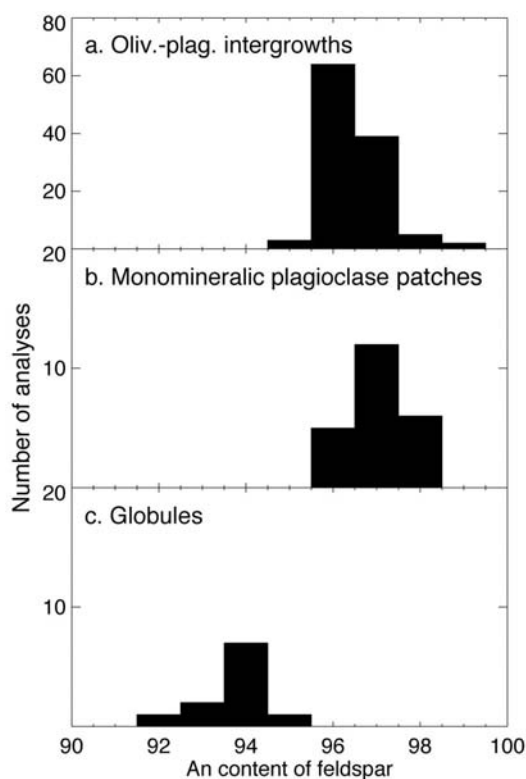 80
a. Oliv.-plag. intergrowths
60
40
20
20
b. Monomineralic plagioclase patches
10
20
c. Globules
10
Number of analyses
90 92 94 96 98 100
An content of feldspar